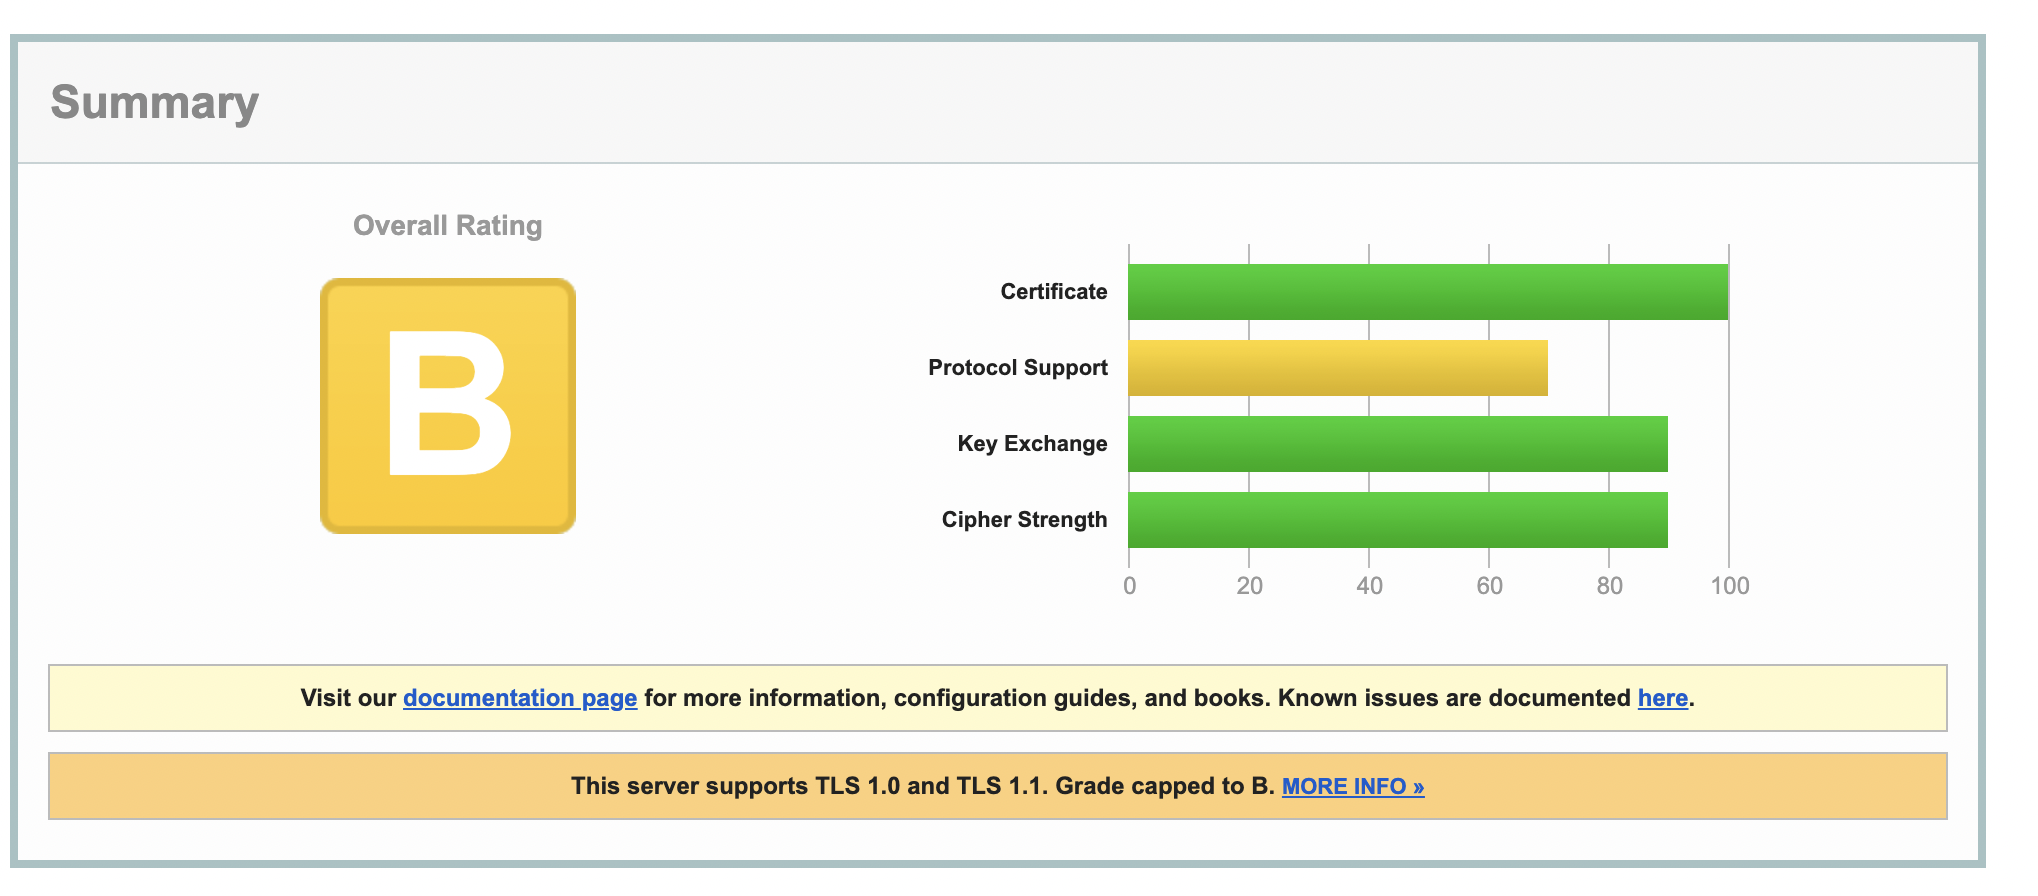 Summary
Overall Rating
B
Certificate
Protocol Support
Key Exchange
Cipher Strength
0 20 40 60 80 100
Visit our documentation page for more information, configuration guides, and books. Known issues are documented here.
This server supports TLS 1.0 and TLS 1.1. Grade capped to B. MORE INFO »